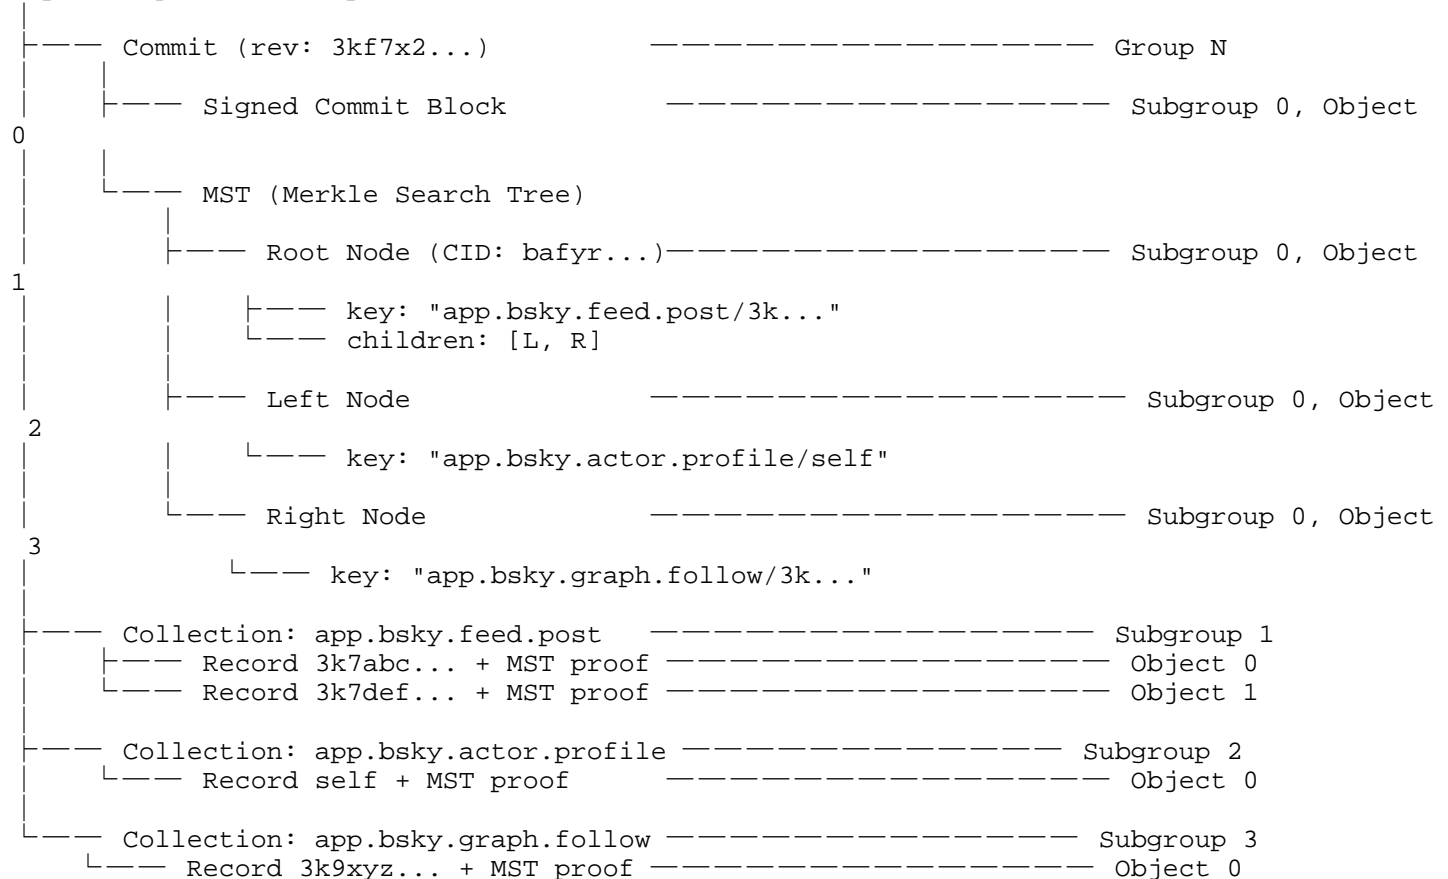 Commit (rev: 3kf7x2...) Group N
Signed Commit Block Subgroup 0, Object
0
MST (Merkle Search Tree)
Root Node (CID: bafyr...) Subgroup 0, Object
1
key: "app.bsky.feed.post/3k..."
children: [L, R]
Left Node Subgroup 0, Object
2
key: "app.bsky.actor.profile/self"
Right Node Subgroup 0, Object
3
key: "app.bsky.graph.follow/3k..."
Collection: app.bsky.feed.post Subgroup 1
Record 3k7abc... + MST proof Object 0
Record 3k7def... + MST proof Object 1
Collection: app.bsky.actor.profile Subgroup 2
Record self + MST proof Object 0
Collection: app.bsky.graph.follow Subgroup 3
Record 3k9xyz... + MST proof Object 0